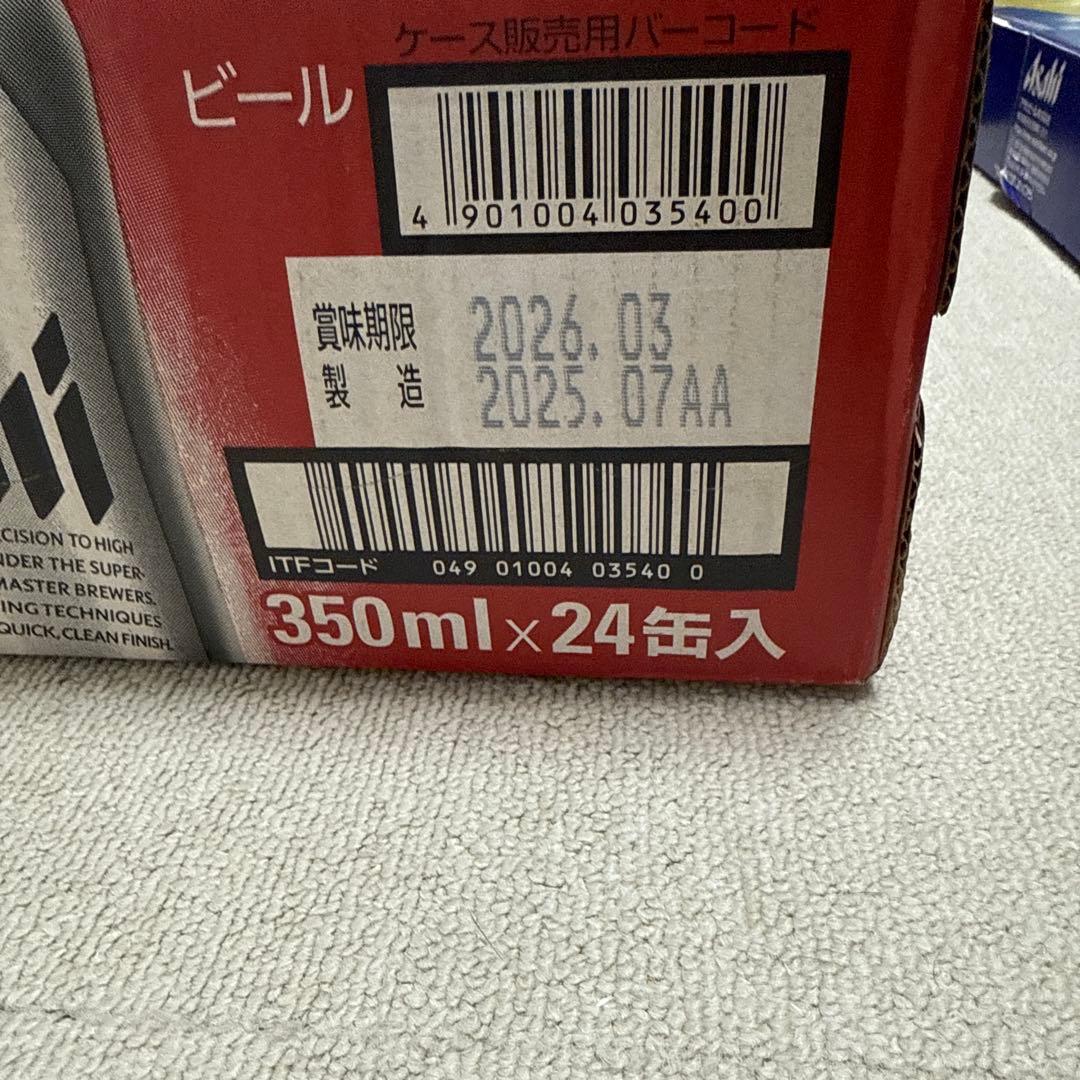 ケース販売用バーコード
ビール
4 901004 035400
賞味期限 2026.03
製造 2025.07AA
ITFコード 049 01004 03540 0
350ml×24缶入
CISION TO HIGH
NDER THE SUPER-
MASTER BREWERS.
ING TECHNIQUES
QUICK, CLEAN FINISH.
Asahi